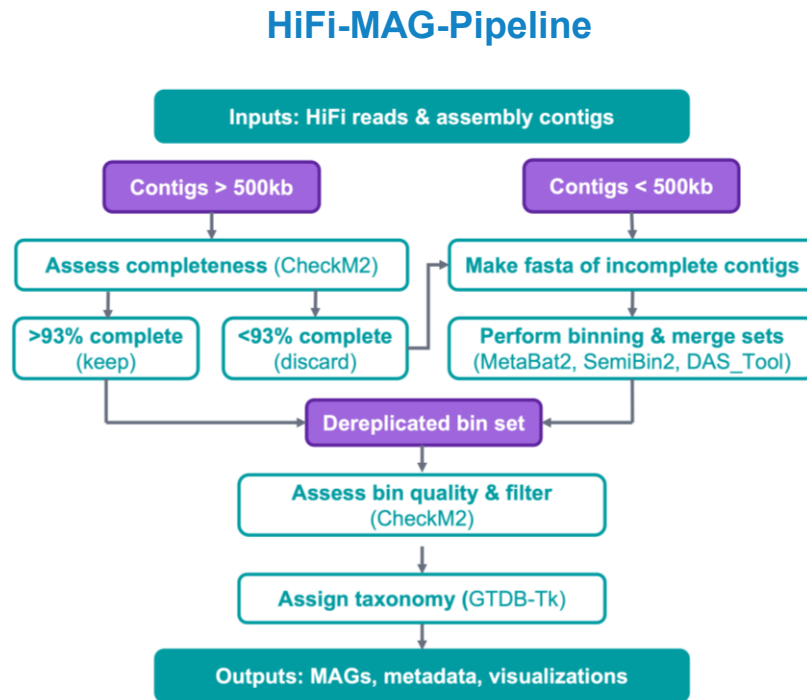 HiFi-MAG-Pipeline
Inputs: HiFi reads & assembly contigs
Contigs > 500kb
Contigs < 500kb
Assess completeness (CheckM2)
Make fasta of incomplete contigs
>93% complete
(keep)
<93% complete
(discard)
Perform binning & merge sets
(MetaBat2, SemiBin2, DAS_Tool)
Dereplicated bin set
Assess bin quality & filter
(CheckM2)
Assign taxonomy (GTDB-Tk)
Outputs: MAGs, metadata, visualizations